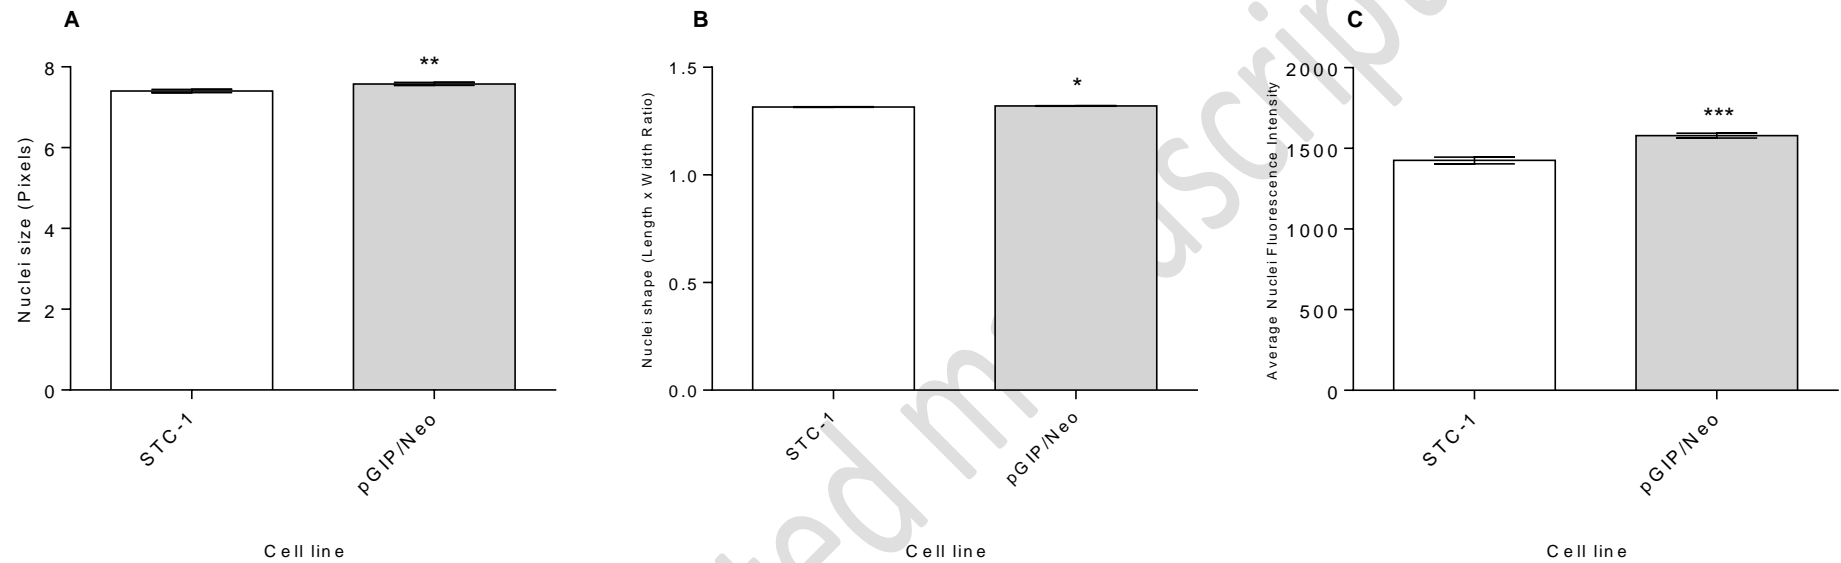 A
Nuclei size (Pixels)
8
6
4
2
0
**
STC-1
pGIP/Neo
Cell line
B
Nuclei shape (Length x Width Ratio)
1.5
1.0
0.5
0.0
*
STC-1
pGIP/Neo
Cell line
C
Average Nuclei Fluorescence Intensity
2000
1500
1000
500
0
***
STC-1
pGIP/Neo
Cell line